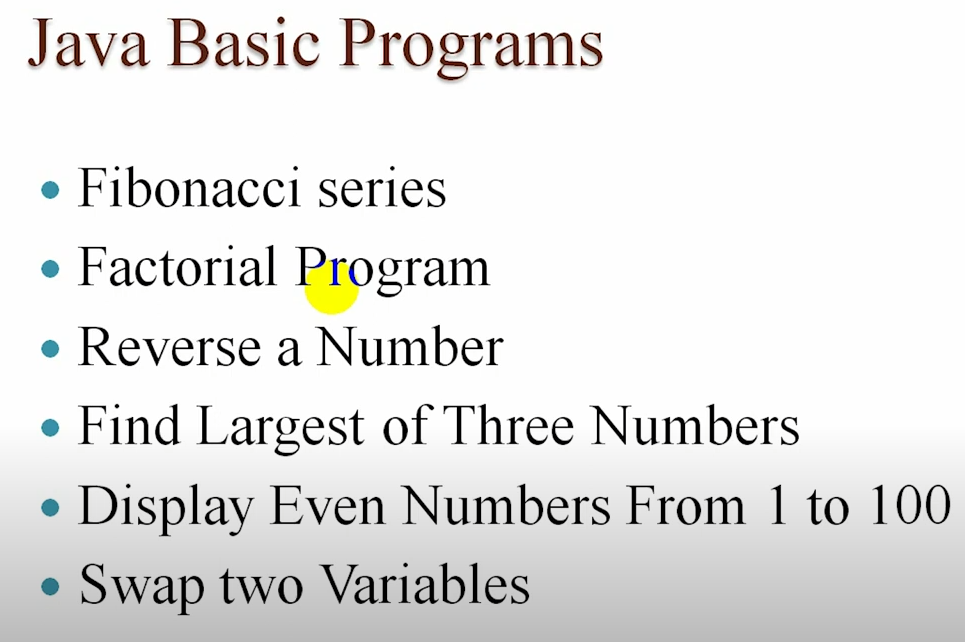 Java Basic Programs
• Fibonacci series
• Factorial Program
• Reverse a Number
• Find Largest of Three Numbers
• Display Even Numbers From 1 to 100
• Swap two Variables